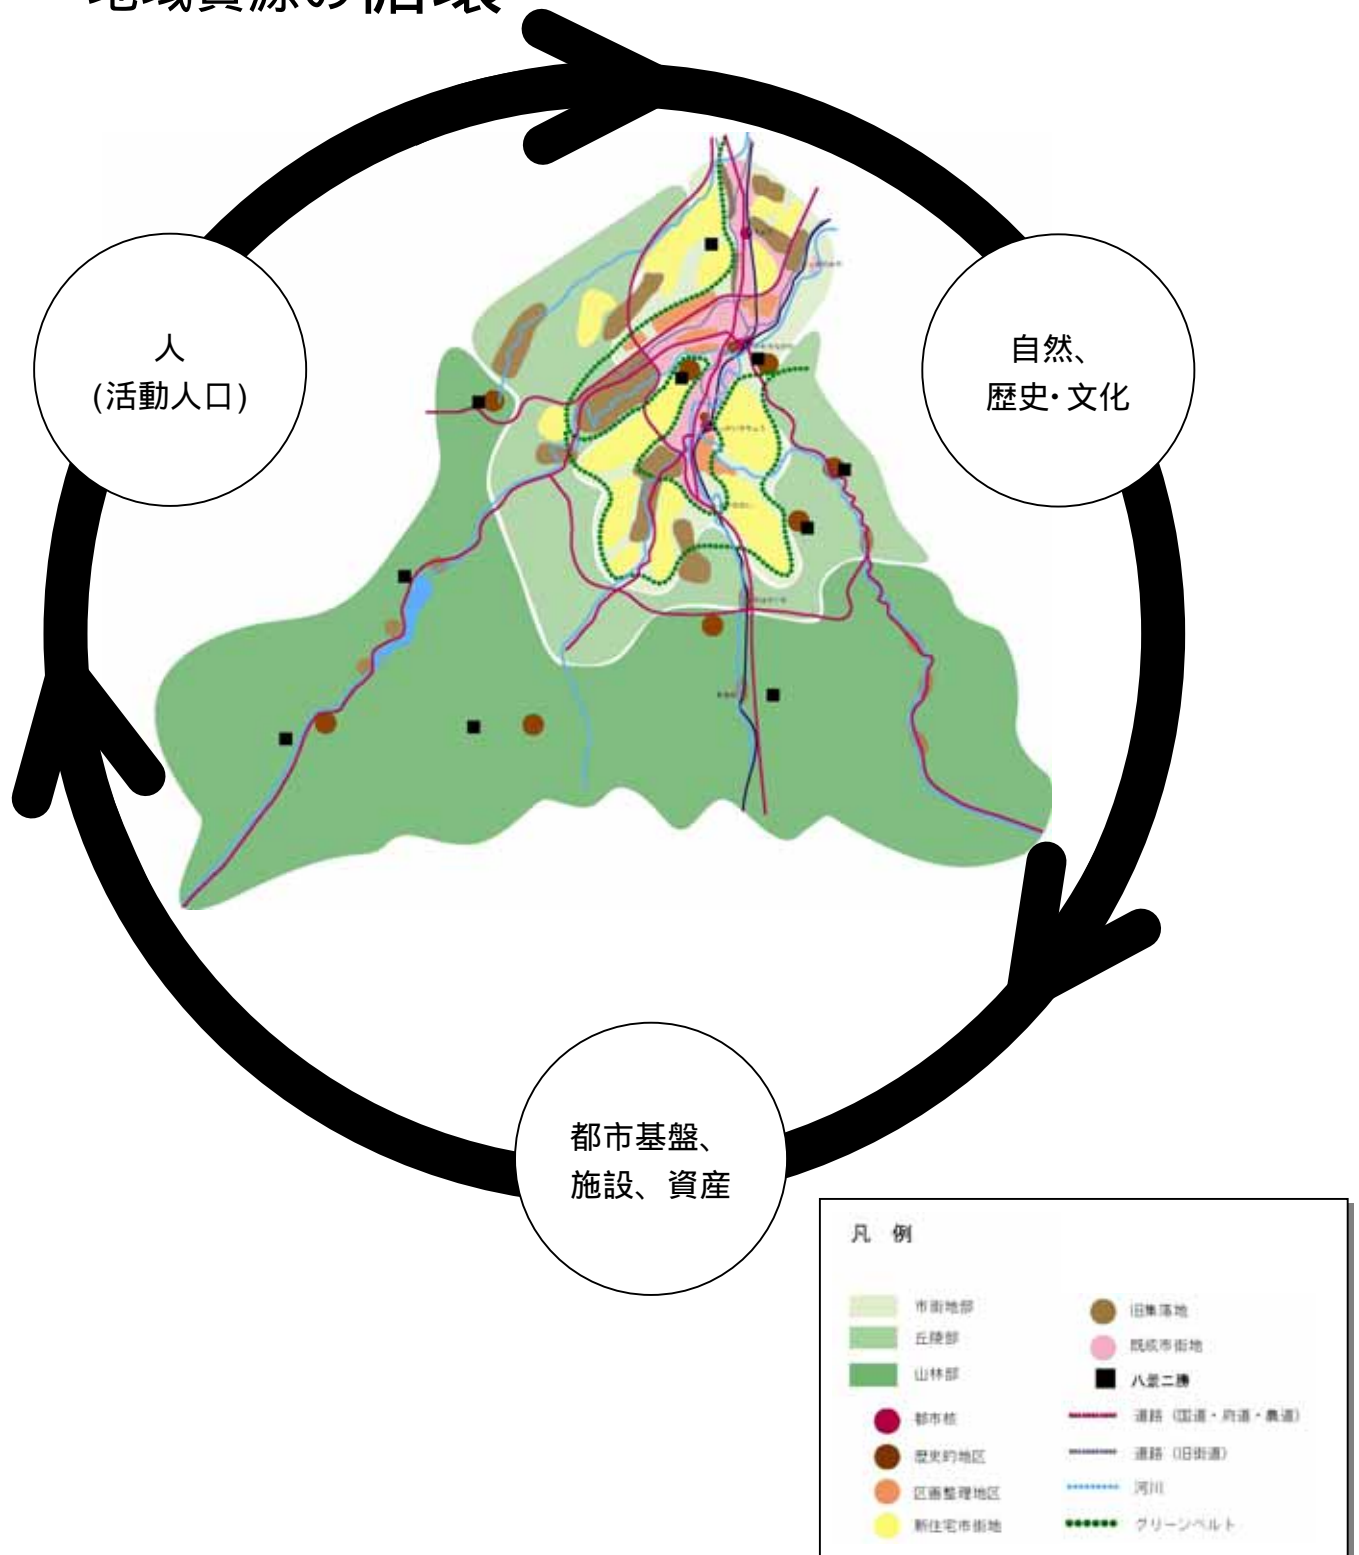 地域資源の循環
人
(活動人口)
自然、
歴史・文化
都市基盤、
施設、資産
凡 例
市街地部
丘陵部
山林部
都市核
歴史的地区
区画整理地区
新住宅市街地
旧集落地
既成市街地
八景二勝
道路（国道・府道・農道）
道路（旧街道）
河川
グリーンベルト